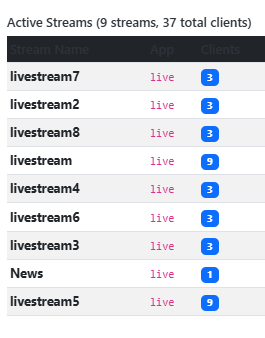 Active Streams (9 streams, 37 total clients)
Stream Name App Clients
livestream7 live 3
livestream2 live 3
livestream8 live 3
livestream live 9
livestream4 live 3
livestream6 live 3
livestream3 live 3
News live 1
livestream5 live 9